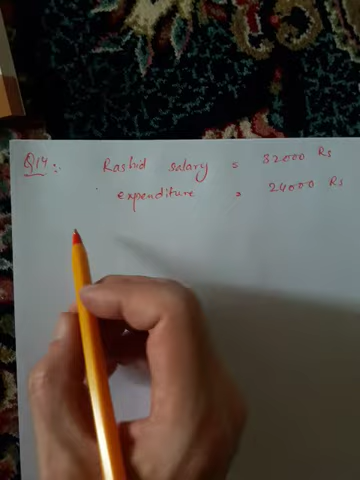 Q14:. Rashid salary = 32000 Rs
expenditure = 24000 Rs